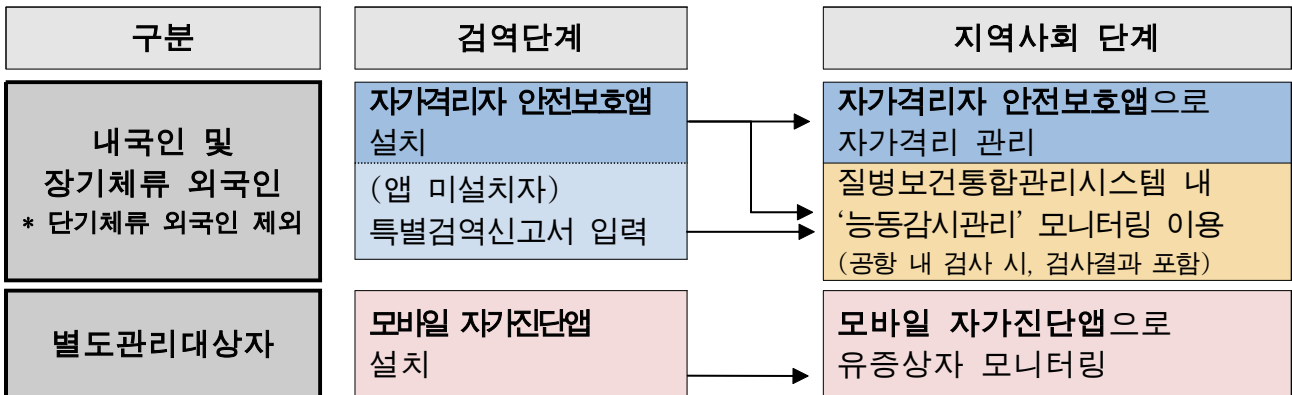 구분
검역단계
지역사회 단계
내국인 및
장기체류 외국인
* 단기체류 외국인 제외
자가격리자 안전보호앱
설치
(앱 미설치자)
특별검역신고서 입력
자가격리자 안전보호앱으로
자가격리 관리
질병보건통합관리시스템 내
‘능동감시관리’ 모니터링 이용
(공항 내 검사 시, 검사결과 포함)
별도관리대상자
모바일 자가진단앱
설치
모바일 자가진단앱으로
유증상자 모니터링